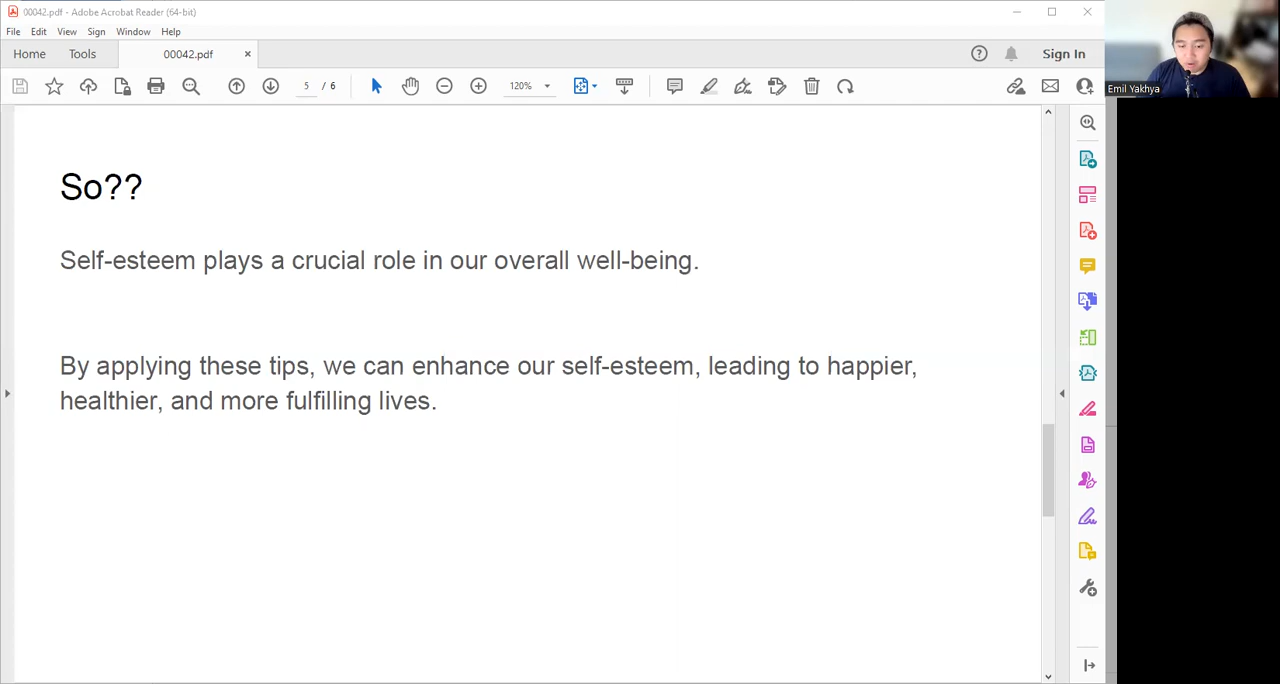 00042.pdf - Adobe Acrobat Reader (64-bit)
File Edit View Sign Window Help
Home Tools 00042.pdf × Sign In
5 / 6 120%
Emil Yakhya
So??
Self-esteem plays a crucial role in our overall well-being.
By applying these tips, we can enhance our self-esteem, leading to happier,
healthier, and more fulfilling lives.